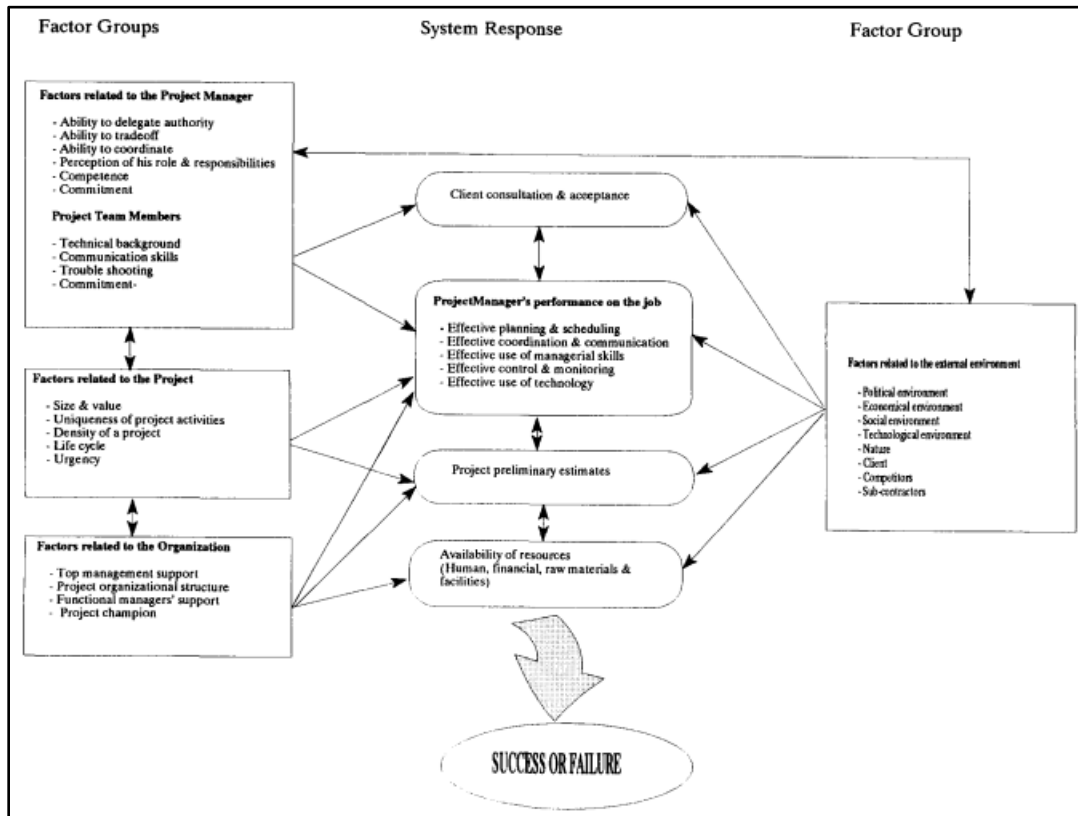 Factor Groups
System Response
Factor Group
Factors related to the Project Manager
- Ability to delegate authority
- Ability to tradeoff
- Ability to coordinate
- Perception of his role & responsibilities
- Competence
- Commitment
Project Team Members
- Technical background
- Communication skills
- Trouble shooting
- Commitment-
Factors related to the Project
- Size & value
- Uniqueness of project activities
- Density of a project
- Life cycle
- Urgency
Factors related to the Organization
- Top management support
- Project organizational structure
- Functional managers' support
- Project champion
Client consultation & acceptance
ProjectManager's performance on the job
- Effective planning & scheduling
- Effective coordination & communication
- Effective use of managerial skills
- Effective control & monitoring
- Effective use of technology
Project preliminary estimates
Availability of resources
(Human, financial, raw materials &
facilities)
SUCCESS OR FAILURE
Factors related to the external environment
- Political environment
- Economical environment
- Social environment
- Technological environment
- Nature
- Client
- Competitors
- Sub-contractors